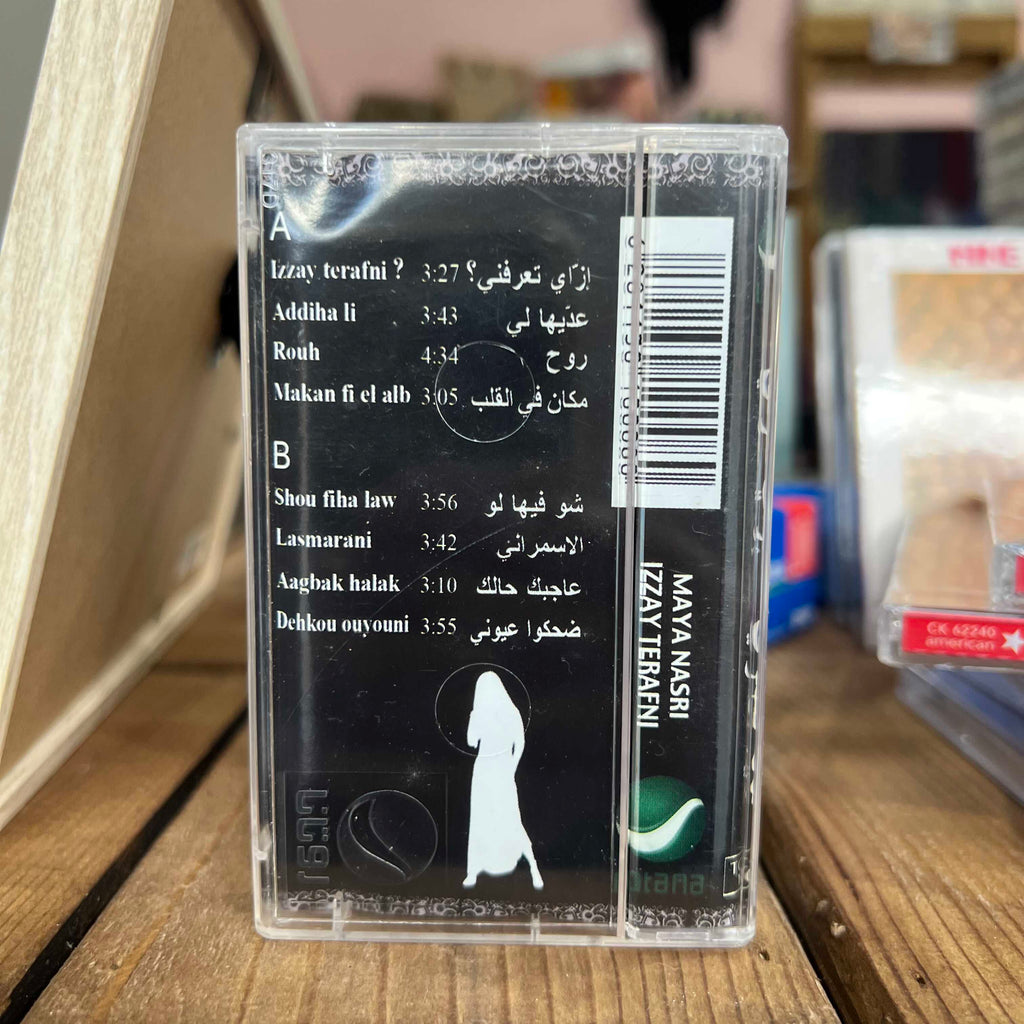 A
Izzay terafni ? 3:27 إزّاي تعرفني؟
Addiha li 3:43 عدّيها لي
Rouh 4:34 روح
Makan fi el alb 3:05 مكان في القلب
B
Shou fiha law 3:56 شو فيها لو
Lasmarani 3:42 الاسمراني
Aagbak halak 3:10 عاجبك حالك
Dehkou ouyouni 3:55 ضحكوا عيوني
MAYA NASRI
IZZAY TERAFNI
روتانا
rotana
CK 62240
american